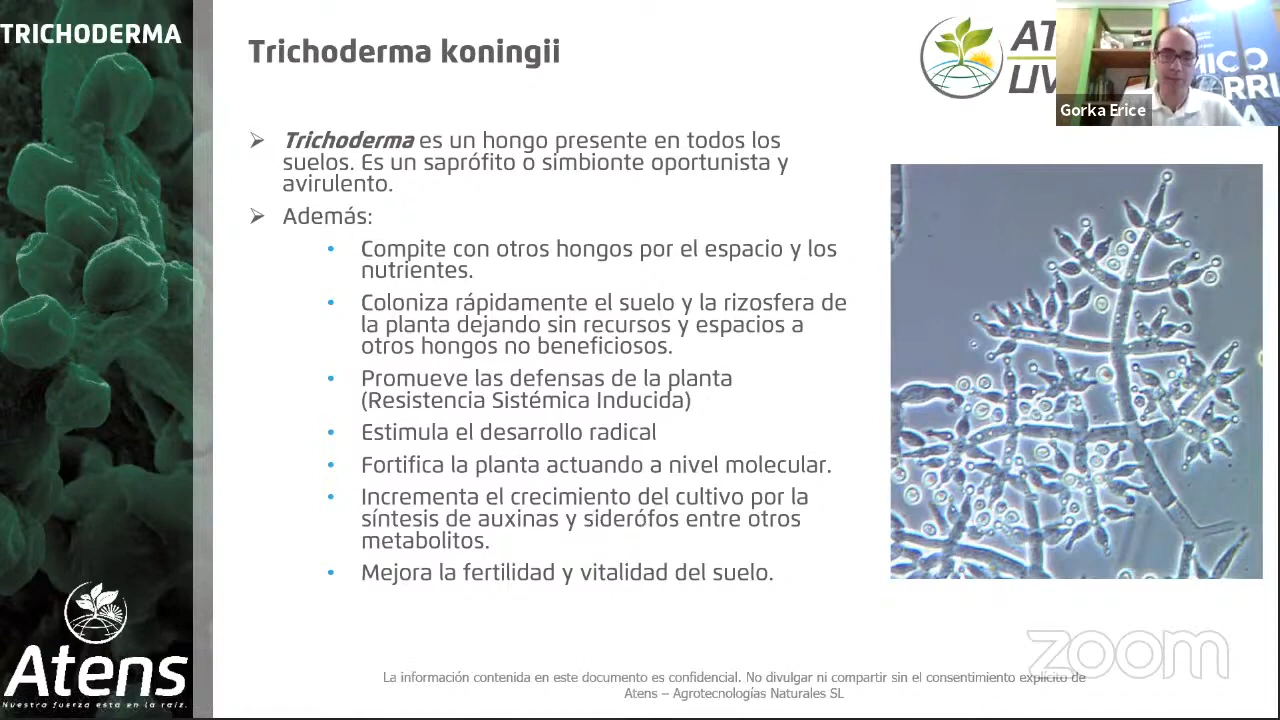 TRICHODERMA
Trichoderma koningii
AT
LIV
MICO
RRI
A
Gorka Erice
Trichoderma es un hongo presente en todos los
suelos. Es un saprófito o simbionte oportunista y
avirulento.
Además:
Compite con otros hongos por el espacio y los
nutrientes.
Coloniza rápidamente el suelo y la rizosfera de
la planta dejando sin recursos y espacios a
otros hongos no beneficiosos.
Promueve las defensas de la planta
(Resistencia Sistémica Inducida)
Estimula el desarrollo radical
Fortifica la planta actuando a nivel molecular.
Incrementa el crecimiento del cultivo por la
síntesis de auxinas y siderófos entre otros
metabolitos.
Mejora la fertilidad y vitalidad del suelo.
Atens
Nuestra fuerza está en la raíz.
zoom
La información contenida en este documento es confidencial. No divulgar ni compartir sin el consentimiento explícito de
Atens – Agrotecnologías Naturales SL